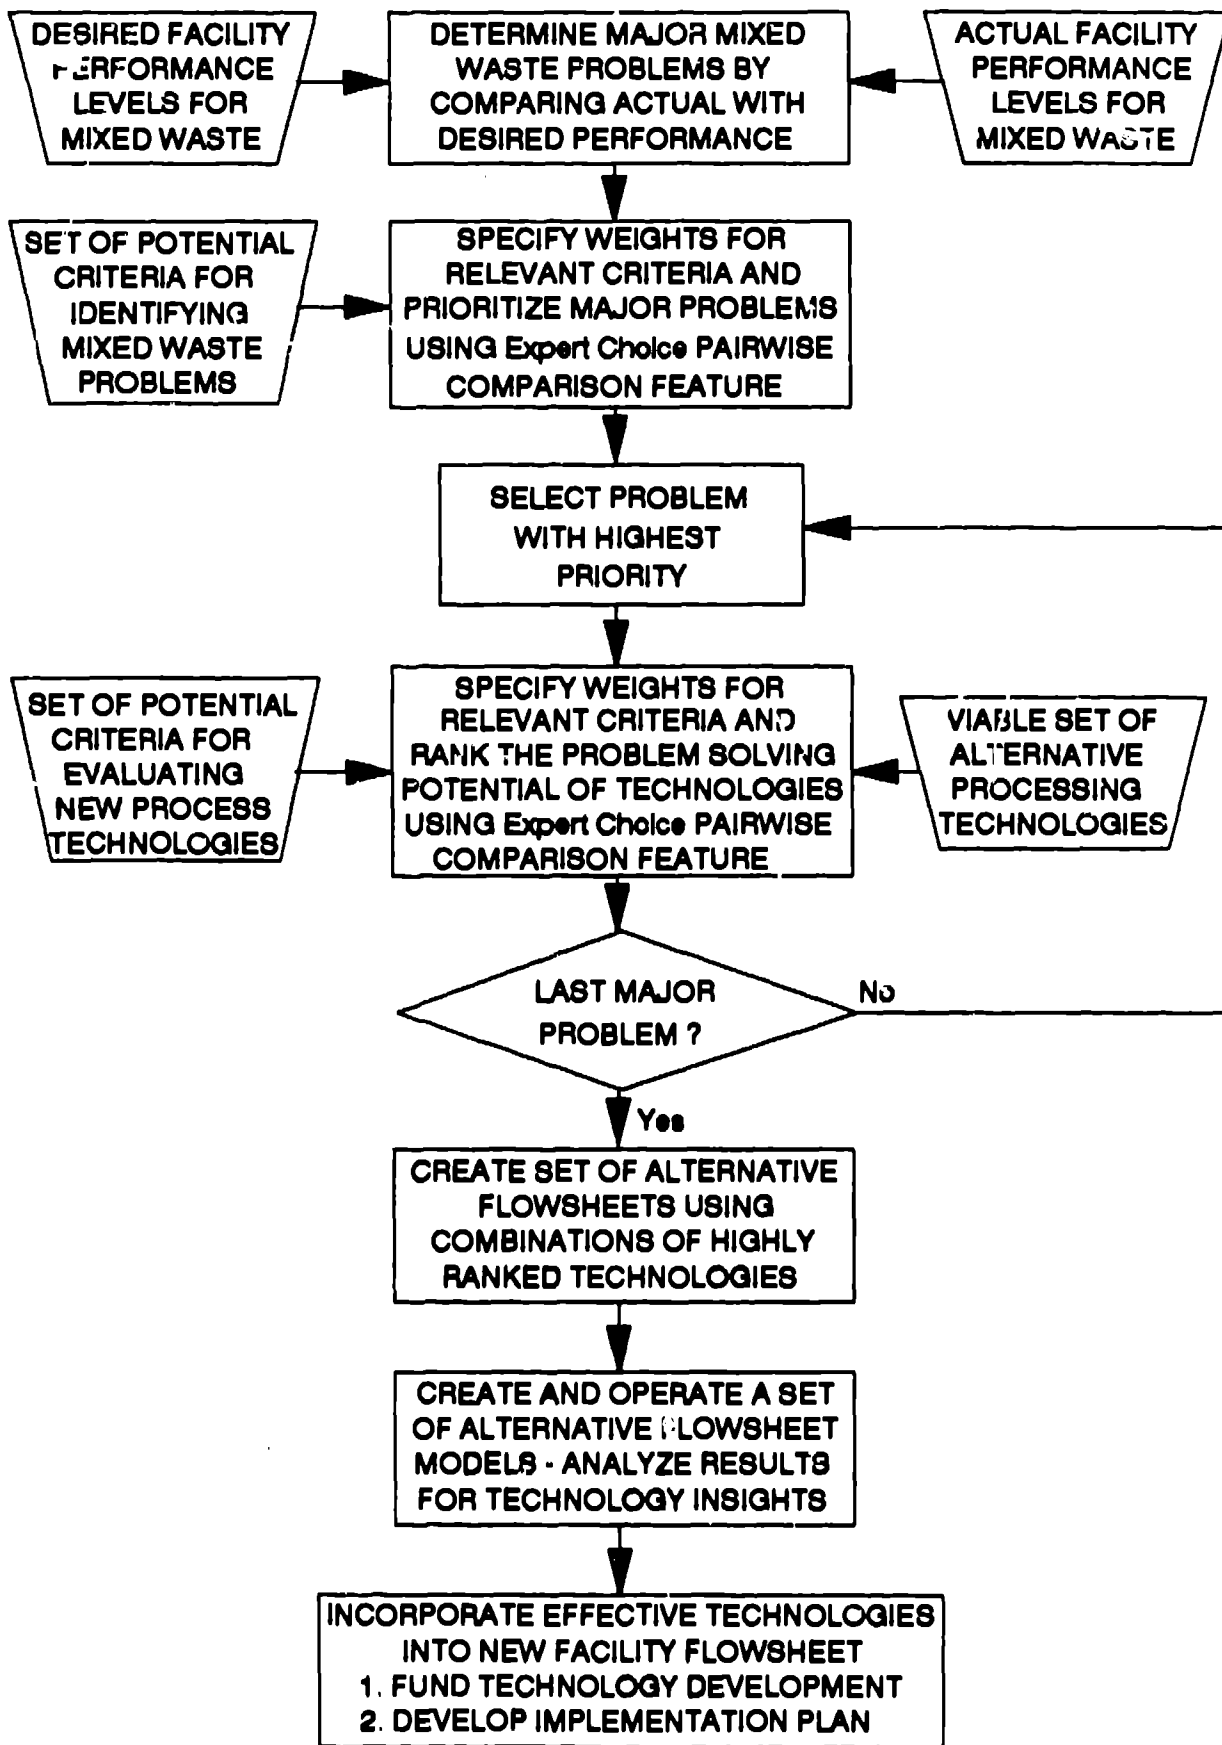 DESIRED FACILITY
PERFORMANCE
LEVELS FOR
MIXED WASTE
DETERMINE MAJOR MIXED
WASTE PROBLEMS BY
COMPARING ACTUAL WITH
DESIRED PERFORMANCE
ACTUAL FACILITY
PERFORMANCE
LEVELS FOR
MIXED WASTE
SET OF POTENTIAL
CRITERIA FOR
IDENTIFYING
MIXED WASTE
PROBLEMS
SPECIFY WEIGHTS FOR
RELEVANT CRITERIA AND
PRIORITIZE MAJOR PROBLEMS
USING Expert Choice PAIRWISE
COMPARISON FEATURE
SELECT PROBLEM
WITH HIGHEST
PRIORITY
SET OF POTENTIAL
CRITERIA FOR
EVALUATING
NEW PROCESS
TECHNOLOGIES
SPECIFY WEIGHTS FOR
RELEVANT CRITERIA AND
RANK THE PROBLEM SOLVING
POTENTIAL OF TECHNOLOGIES
USING Expert Choice PAIRWISE
COMPARISON FEATURE
VIABLE SET OF
ALTERNATIVE
PROCESSING
TECHNOLOGIES
LAST MAJOR
PROBLEM ?
No
Yes
CREATE SET OF ALTERNATIVE
FLOWSHEETS USING
COMBINATIONS OF HIGHLY
RANKED TECHNOLOGIES
CREATE AND OPERATE A SET
OF ALTERNATIVE FLOWSHEET
MODELS - ANALYZE RESULTS
FOR TECHNOLOGY INSIGHTS
INCORPORATE EFFECTIVE TECHNOLOGIES
INTO NEW FACILITY FLOWSHEET
1. FUND TECHNOLOGY DEVELOPMENT
2. DEVELOP IMPLEMENTATION PLAN